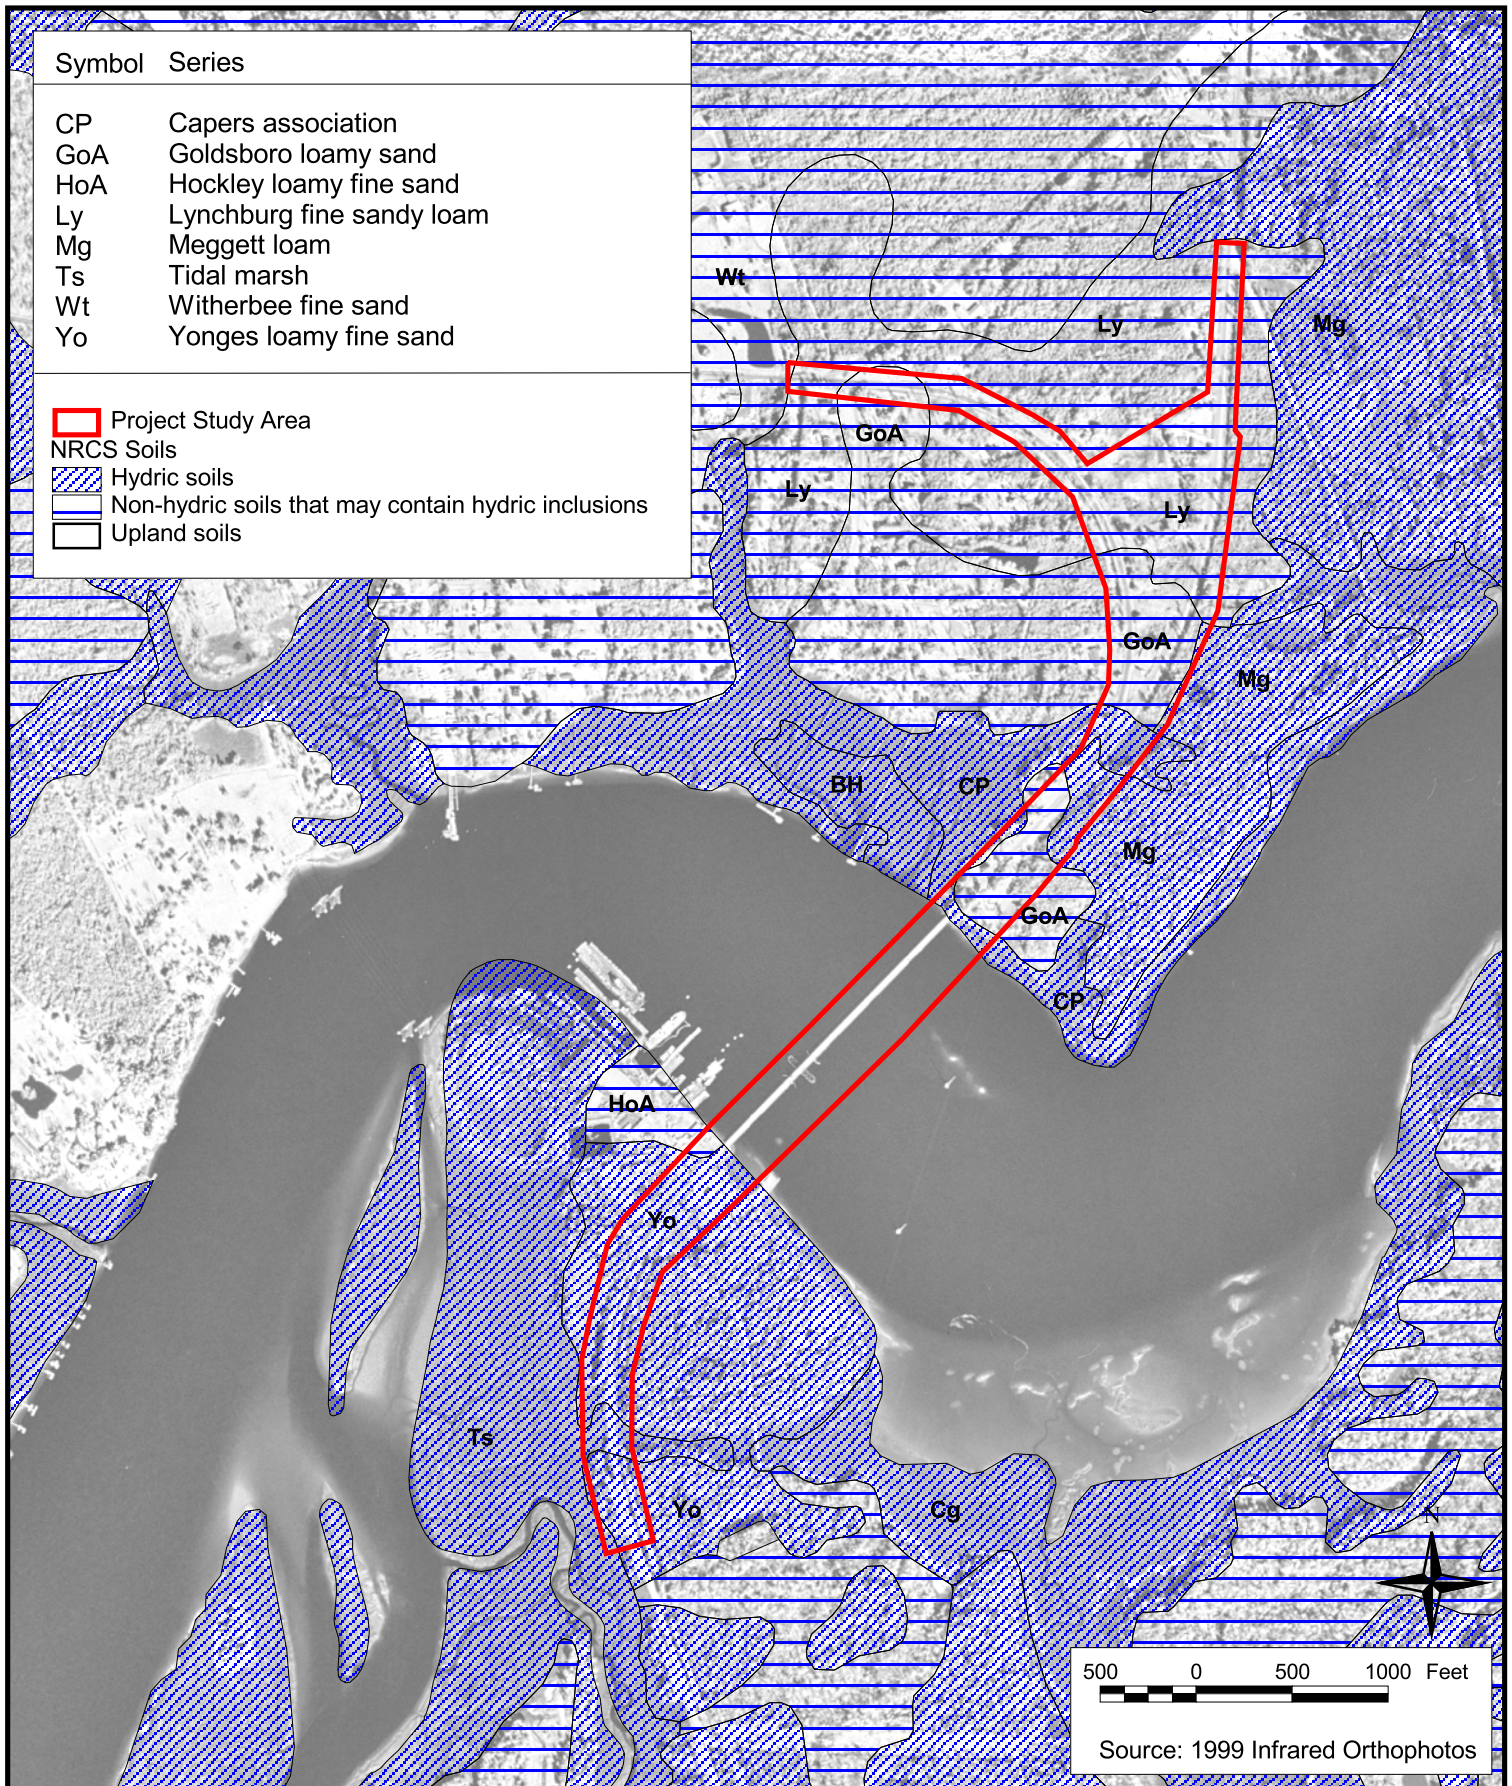 Symbol Series
CP Capers association
GoA Goldsboro loamy sand
HoA Hockley loamy fine sand
Ly Lynchburg fine sandy loam
Mg Meggett loam
Ts Tidal marsh
Wt Witherbee fine sand
Yo Yonges loamy fine sand
Project Study Area
NRCS Soils
Hydric soils
Non-hydric soils that may contain hydric inclusions
Upland soils
Wt
Ly
Mg
GoA
Ly
Ly
GoA
Mg
BH
CP
Mg
GoA
CP
HoA
Yo
Ts
Yo
Cg
N
500 0 500 1000 Feet
Source: 1999 Infrared Orthophotos